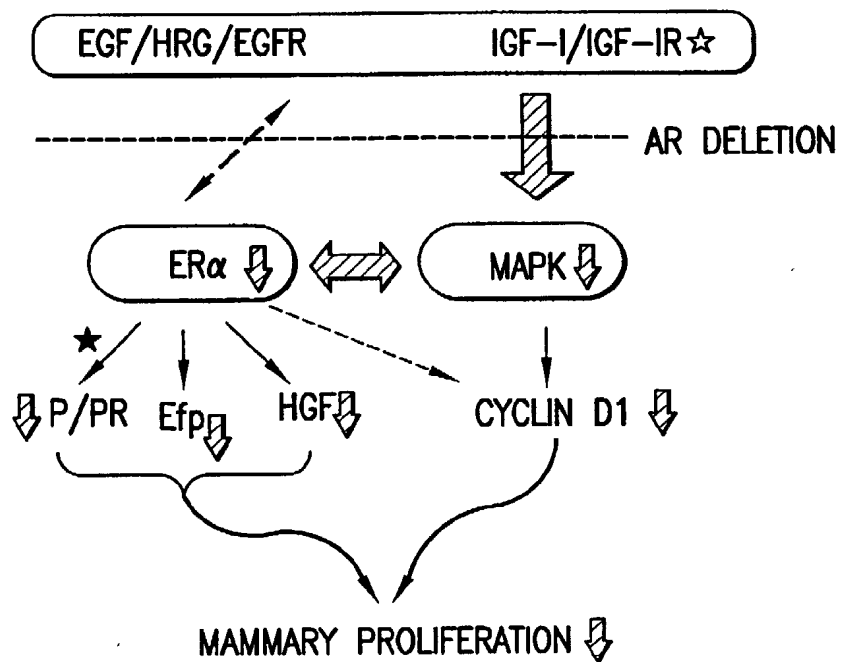 EGF/HRG/EGFR IGF-I/IGF-IR☆
AR DELETION
ERα MAPK
★
P/PR Efp HGF CYCLIN D1
MAMMARY PROLIFERATION